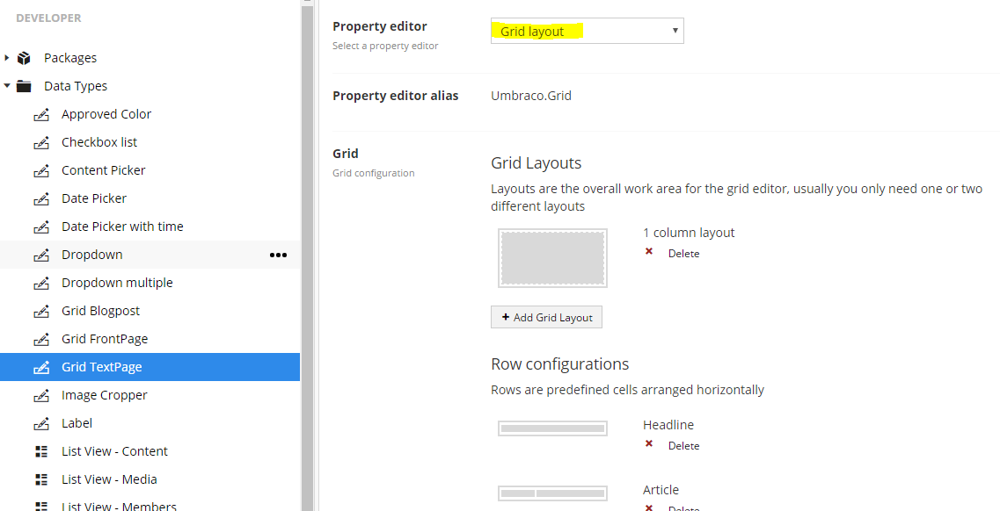 DEVELOPER
Packages
Data Types
Approved Color
Checkbox list
Content Picker
Date Picker
Date Picker with time
Dropdown
Dropdown multiple
Grid Blogpost
Grid FrontPage
Grid TextPage
Image Cropper
Label
List View - Content
List View - Media
List View - Members
Property editor
Select a property editor
Grid layout
Property editor alias
Umbraco.Grid
Grid
Grid configuration
Grid Layouts
Layouts are the overall work area for the grid editor, usually you only need one or two
different layouts
1 column layout
Delete
Add Grid Layout
Row configurations
Rows are predefined cells arranged horizontally
Headline
Delete
Article
Delete